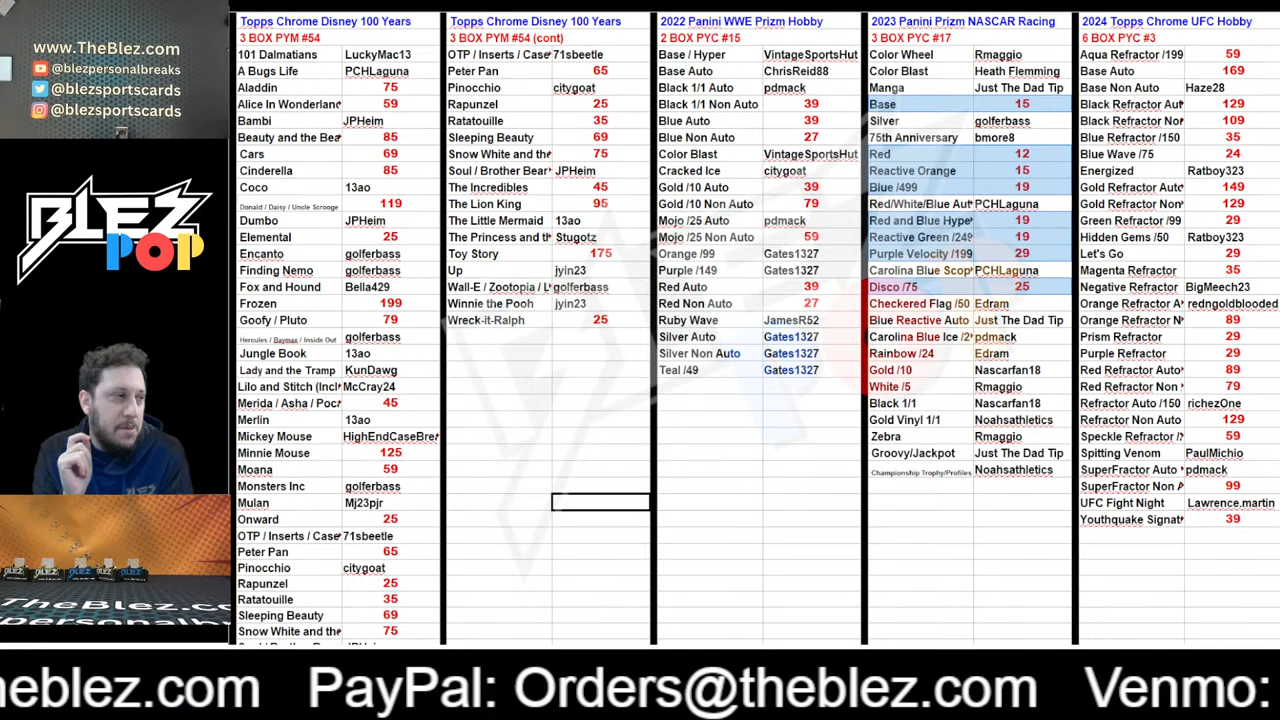 www.TheBlez.com
@blezpersonalbreaks
@blezsportscards
BLEZ
POP
TheBlez.co
Topps Chrome Disney 100 Years
3 BOX PYM #54
101 Dalmatians LuckyMac13
A Bugs Life PCHLaguna
Aladdin 75
Alice In Wonderlan 59
Bambi JPHeim
Beauty and the Bea 85
Cars 69
Cinderella 85
Coco 13ao
Donald / Daisy / Uncle Scrooge 119
Dumbo JPHeim
Elemental 25
Encanto golferbass
Finding Nemo golferbass
Fox and Hound Bella429
Frozen 199
Goofy / Pluto 79
Hercules / Baymax / Inside Out golferbass
Jungle Book 13ao
Lady and the Tramp KunDawg
Lilo and Stitch (Incl McCray24
Merida / Asha / Poc 45
Merlin 13ao
Mickey Mouse HighEndCaseBre
Minnie Mouse 125
Moana 59
Monsters Inc golferbass
Mulan Mj23pjr
Onward 25
OTP / Inserts / Case 71sbeetle
Peter Pan 65
Pinocchio citygoat
Rapunzel 25
Ratatouille 35
Sleeping Beauty 69
Snow White and the 75
Topps Chrome Disney 100 Years
3 BOX PYM #54 (cont)
OTP / Inserts / Case 71sbeetle
Peter Pan 65
Pinocchio citygoat
Rapunzel 25
Ratatouille 35
Sleeping Beauty 69
Snow White and the 75
Soul / Brother Bear JPHeim
The Incredibles 45
The Lion King 95
The Little Mermaid 13ao
The Princess and th Stugotz
Toy Story 175
Up jyin23
Wall-E / Zootopia / L golferbass
Winnie the Pooh jyin23
Wreck-it-Ralph 25
2022 Panini WWE Prizm Hobby
2 BOX PYC #15
Base / Hyper VintageSportsHut
Base Auto ChrisReid88
Black 1/1 Auto pdmack
Black 1/1 Non Auto 39
Blue Auto 39
Blue Non Auto 27
Color Blast VintageSportsHut
Cracked Ice citygoat
Gold /10 Auto 39
Gold /10 Non Auto 79
Mojo /25 Auto pdmack
Mojo /25 Non Auto 59
Orange /99 Gates1327
Purple /149 Gates1327
Red Auto 39
Red Non Auto 27
Ruby Wave JamesR52
Silver Auto Gates1327
Silver Non Auto Gates1327
Teal /49 Gates1327
2023 Panini Prizm NASCAR Racing
3 BOX PYC #17
Color Wheel Rmaggio
Color Blast Heath Flemming
Manga Just The Dad Tip
Base 15
Silver golferbass
75th Anniversary bmore8
Red 12
Reactive Orange 15
Blue /499 19
Red/White/Blue Aut PCHLaguna
Red and Blue Hype 19
Reactive Green /249 19
Purple Velocity /199 29
Carolina Blue Scop PCHLaguna
Disco /75 25
Checkered Flag /50 Edram
Blue Reactive Auto Just The Dad Tip
Carolina Blue Ice /2 pdmack
Rainbow /24 Edram
Gold /10 Nascarfan18
White /5 Rmaggio
Black 1/1 Nascarfan18
Gold Vinyl 1/1 Noahsathletics
Zebra Rmaggio
Groovy/Jackpot Just The Dad Tip
Championship Trophy/Profiles Noahsathletics
2024 Topps Chrome UFC Hobby
6 BOX PYC #3
Aqua Refractor /199 59
Base Auto 169
Base Non Auto Haze28
Black Refractor Aut 129
Black Refractor No 109
Blue Refractor /150 35
Blue Wave /75 24
Energized Ratboy323
Gold Refractor Aut 149
Gold Refractor Non 129
Green Refractor /99 29
Hidden Gems /50 Ratboy323
Let's Go 29
Magenta Refractor 35
Negative Refractor BigMeech23
Orange Refractor A redngoldblooded
Orange Refractor N 89
Prism Refractor 29
Purple Refractor 29
Red Refractor Auto 89
Red Refractor Non 79
Refractor Auto /150 richezOne
Refractor Non Auto 129
Speckle Refractor /2 59
Spitting Venom PaulMichio
SuperFractor Auto pdmack
SuperFractor Non A 99
UFC Fight Night Lawrence.martin
Youthquake Signat 39
heblez.com PayPal: Orders@theblez.com Venmo: